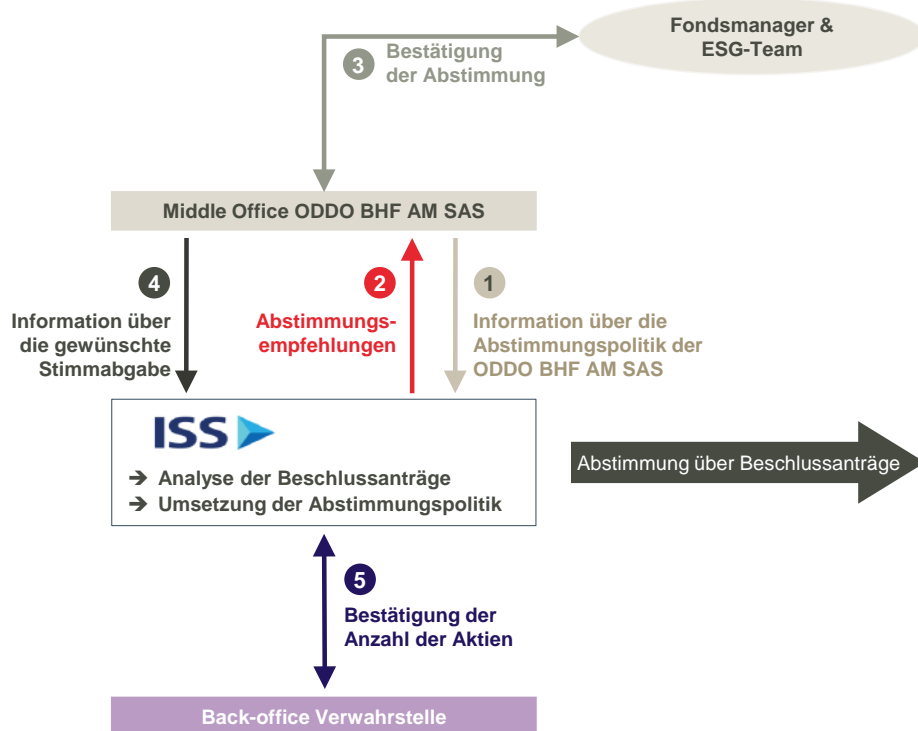 Fondsmanager &
ESG-Team
3
Bestätigung
der Abstimmung
Middle Office ODDO BHF AM SAS
4
Information über
die gewünschte
Stimmabgabe
2
Abstimmungs-
empfehlungen
1
Information über die
Abstimmungspolitik der
ODDO BHF AM SAS
ISS
→ Analyse der Beschlussanträge
→ Umsetzung der Abstimmungspolitik
Abstimmung über Beschlussanträge
5
Bestätigung der
Anzahl der Aktien
Back-office Verwahrstelle